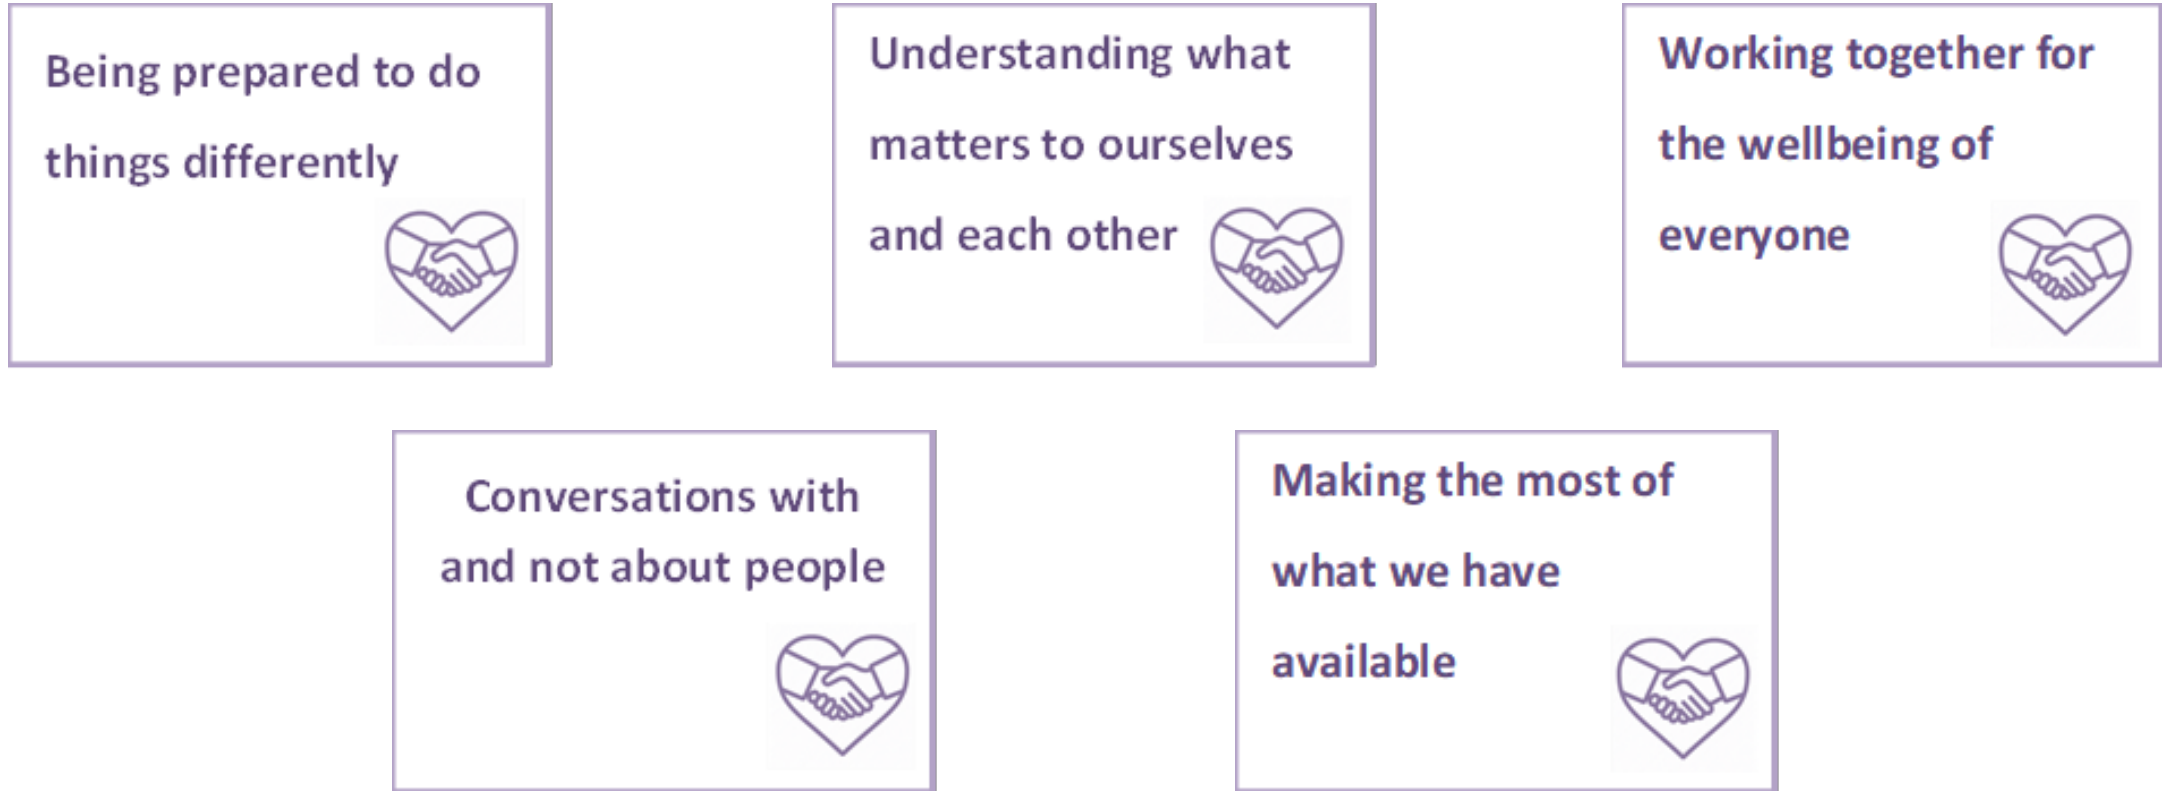 Being prepared to do
things differently
Understanding what
matters to ourselves
and each other
Working together for
the wellbeing of
everyone
Conversations with
and not about people
Making the most of
what we have
available